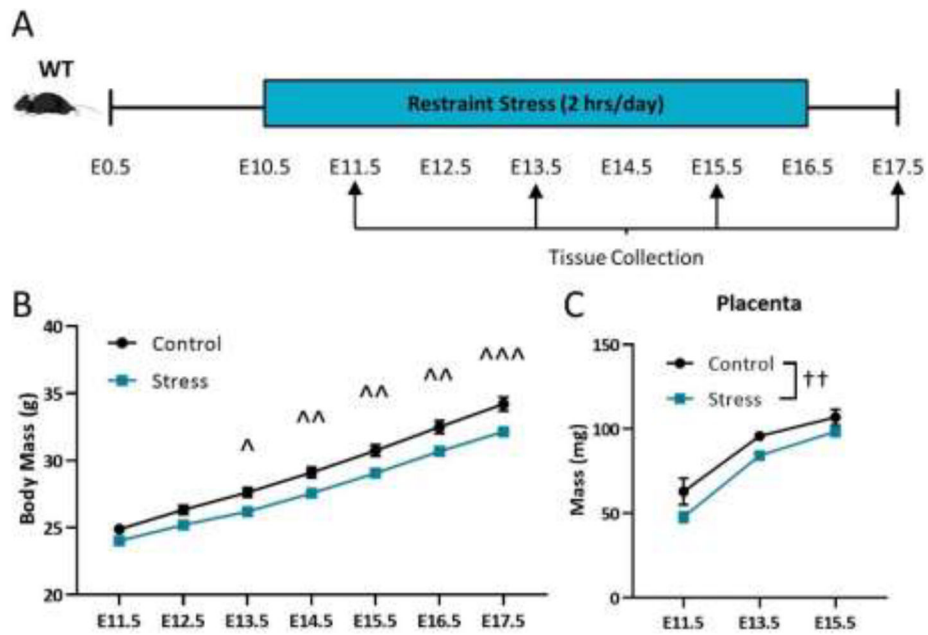 A
WT
Restraint Stress (2 hrs/day)
E0.5 E10.5 E11.5 E12.5 E13.5 E14.5 E15.5 E16.5 E17.5
Tissue Collection
B
40
35
30
25
20
Body Mass (g)
Control
Stress
^ ^^ ^^ ^^ ^^^
E11.5 E12.5 E13.5 E14.5 E15.5 E16.5 E17.5
C
Placenta
150
100
50
0
Mass (mg)
Control
Stress
††
E11.5 E13.5 E15.5